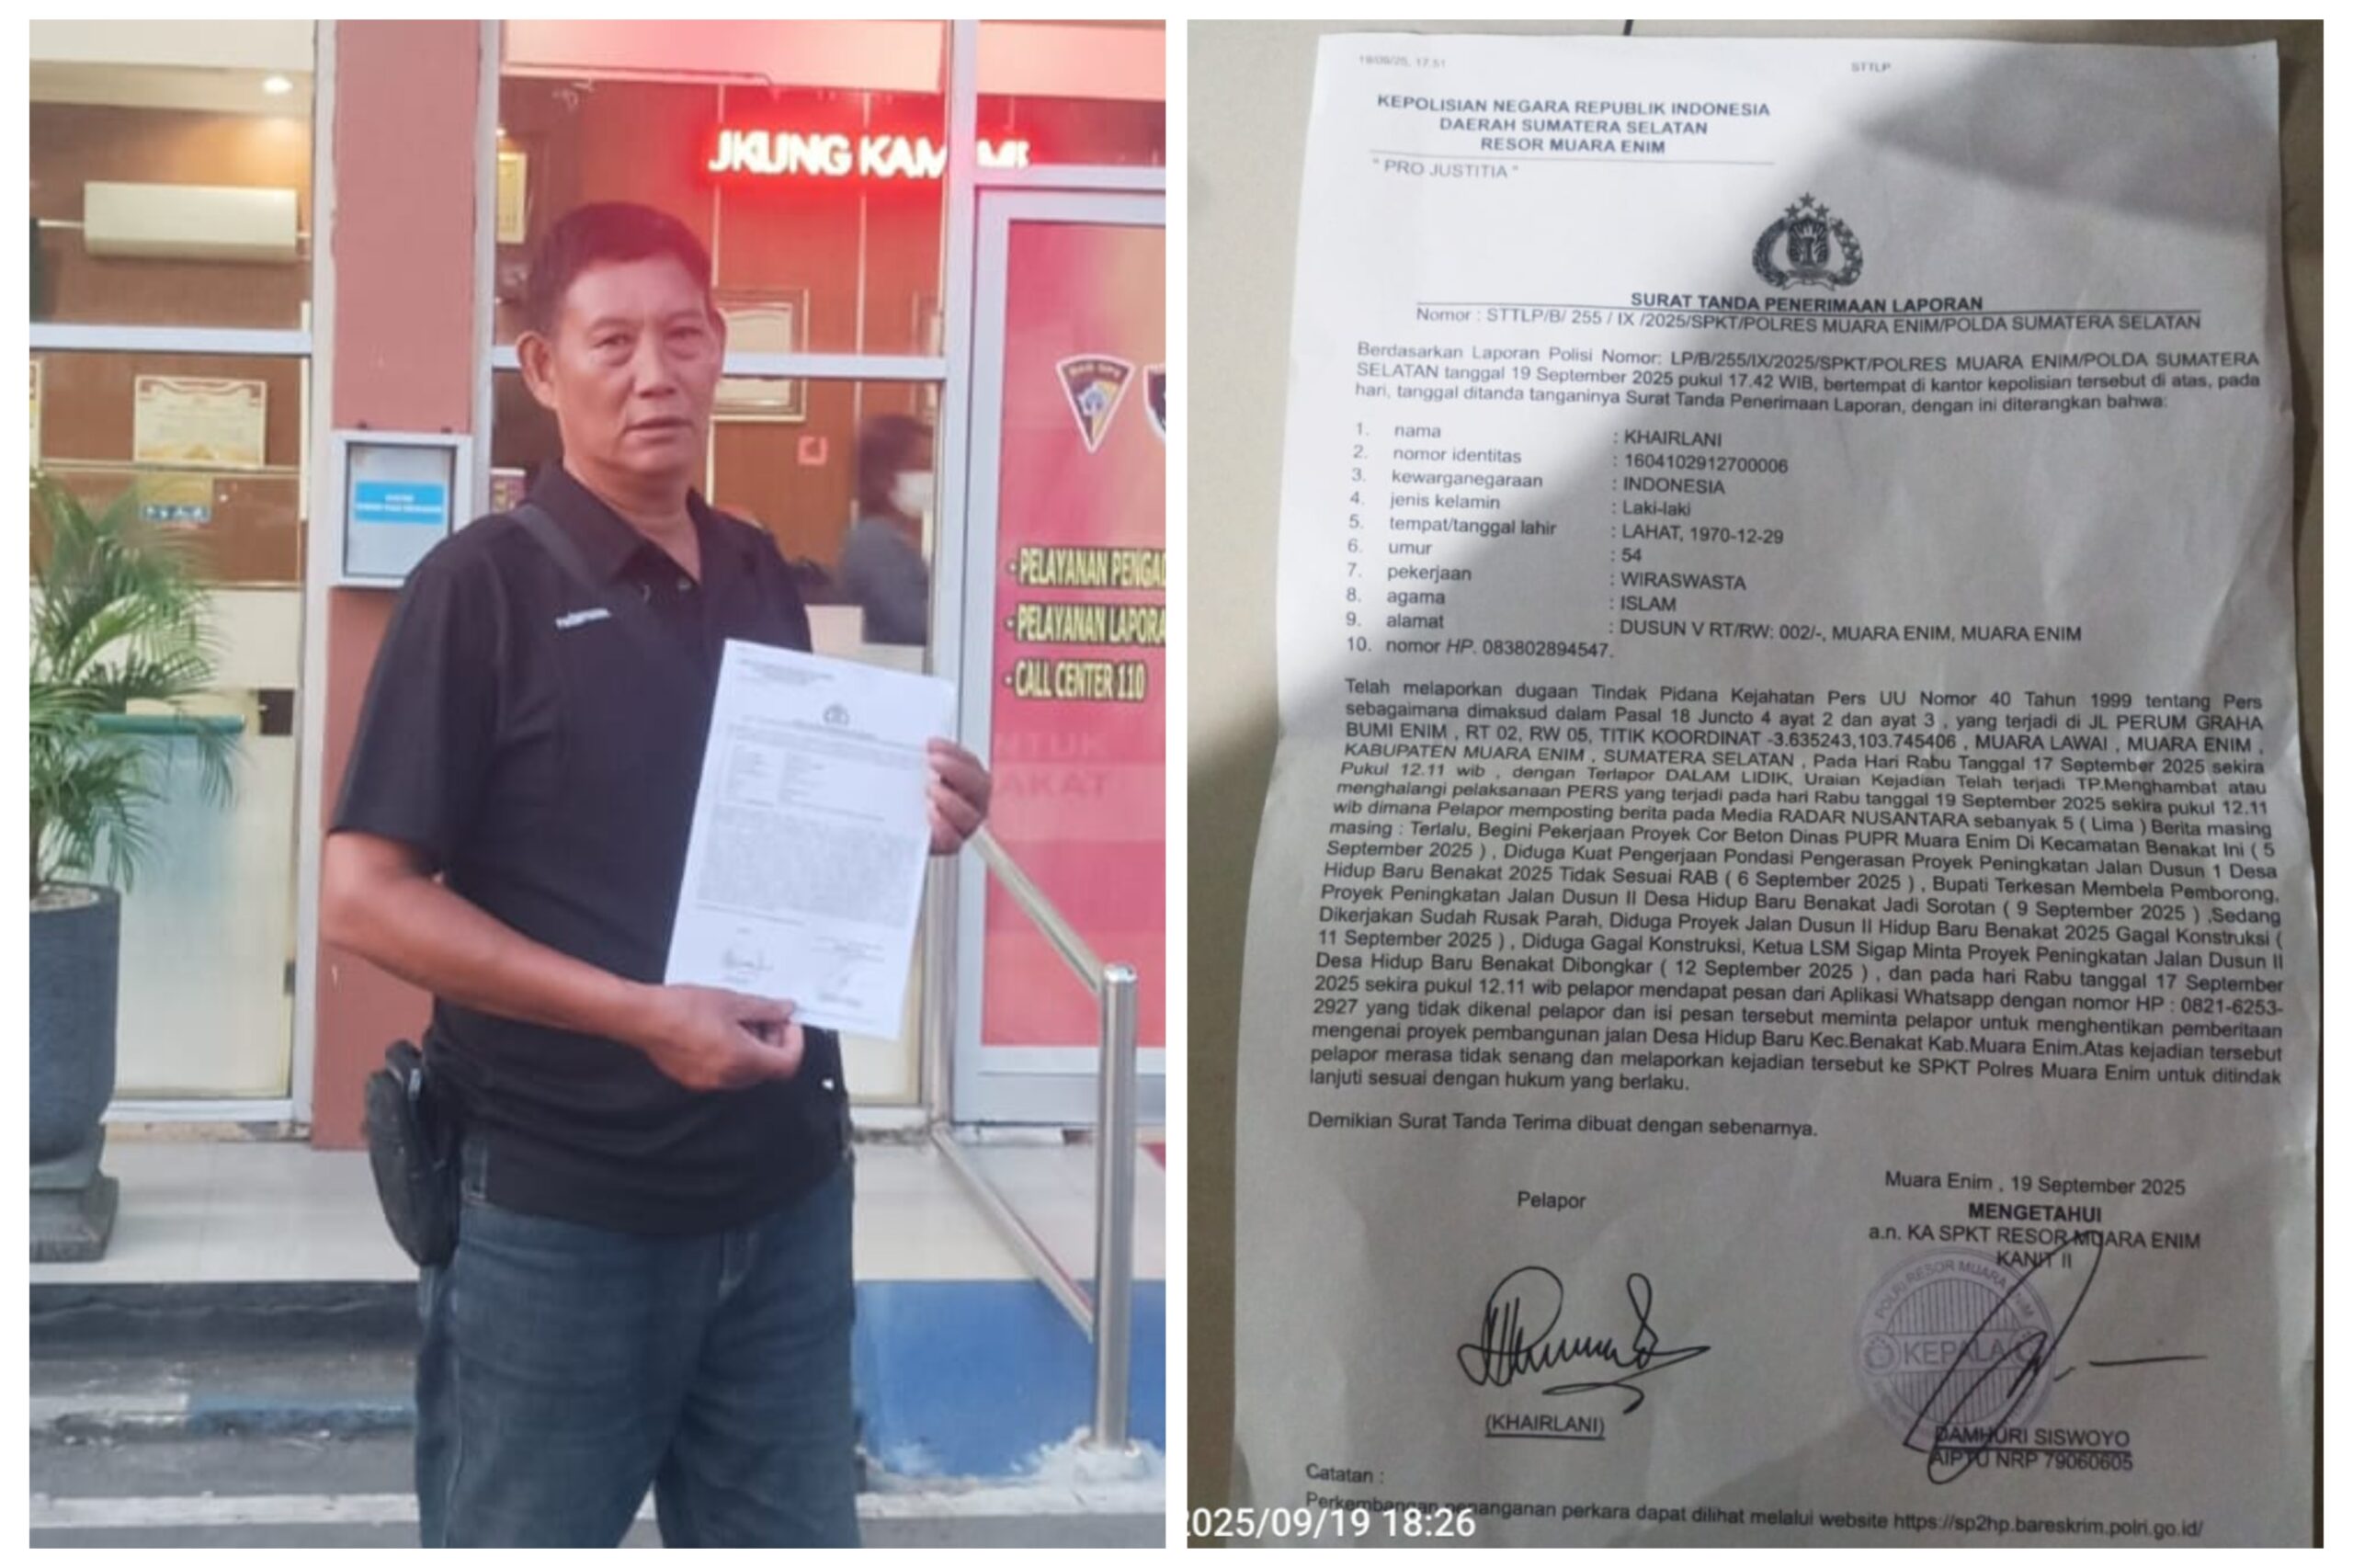 JKUNG KAM
- PELAYANAN PENGA
- PELAYANAN LAPORA
- CALL CENTER 110
NTUK
AKAT
19/09/25, 17.51
STTLP
KEPOLISIAN NEGARA REPUBLIK INDONESIA
DAERAH SUMATERA SELATAN
RESOR MUARA ENIM
" PRO JUSTITIA "
SURAT TANDA PENERIMAAN LAPORAN
Nomor : STTLP/B/ 255 / IX /2025/SPKT/POLRES MUARA ENIM/POLDA SUMATERA SELATAN
Berdasarkan Laporan Polisi Nomor: LP/B/255/IX/2025/SPKT/POLRES MUARA ENIM/POLDA SUMATERA
SELATAN tanggal 19 September 2025 pukul 17.42 WIB, bertempat di kantor kepolisian tersebut di atas, pada
hari, tanggal ditanda tanganinya Surat Tanda Penerimaan Laporan, dengan ini diterangkan bahwa:
1. nama : KHAIRLANI
2. nomor identitas : 1604102912700006
3. kewarganegaraan : INDONESIA
4. jenis kelamin : Laki-laki
5. tempat/tanggal lahir : LAHAT, 1970-12-29
6. umur : 54
7. pekerjaan : WIRASWASTA
8. agama : ISLAM
9. alamat : DUSUN V RT/RW: 002/-, MUARA ENIM, MUARA ENIM
10. nomor HP. 083802894547.
Telah melaporkan dugaan Tindak Pidana Kejahatan Pers UU Nomor 40 Tahun 1999 tentang Pers
sebagaimana dimaksud dalam Pasal 18 Juncto 4 ayat 2 dan ayat 3 , yang terjadi di JL PERUM GRAHA
BUMI ENIM , RT 02, RW 05, TITIK KOORDINAT -3.635243,103.745406 , MUARA LAWAI , MUARA ENIM ,
KABUPATEN MUARA ENIM , SUMATERA SELATAN , Pada Hari Rabu Tanggal 17 September 2025 sekira
Pukul 12.11 wib , dengan Terlapor DALAM LIDIK, Uraian Kejadian Telah terjadi TP.Menghambat atau
menghalangi pelaksanaan PERS yang terjadi pada hari Rabu tanggal 19 September 2025 sekira pukul 12.11
wib dimana Pelapor memposting berita pada Media RADAR NUSANTARA sebanyak 5 ( Lima ) Berita masing
masing : Terlalu, Begini Pekerjaan Proyek Cor Beton Dinas PUPR Muara Enim Di Kecamatan Benakat Ini ( 5
September 2025 ) , Diduga Kuat Pengerjaan Pondasi Pengerasan Proyek Peningkatan Jalan Dusun 1 Desa
Hidup Baru Benakat 2025 Tidak Sesuai RAB ( 6 September 2025 ) , Bupati Terkesan Membela Pemborong,
Proyek Peningkatan Jalan Dusun II Desa Hidup Baru Benakat Jadi Sorotan ( 9 September 2025 ) ,Sedang
Dikerjakan Sudah Rusak Parah, Diduga Proyek Jalan Dusun II Hidup Baru Benakat 2025 Gagal Konstruksi (
11 September 2025 ) , Diduga Gagal Konstruksi, Ketua LSM Sigap Minta Proyek Peningkatan Jalan Dusun II
Desa Hidup Baru Benakat Dibongkar ( 12 September 2025 ) , dan pada hari Rabu tanggal 17 September
2025 sekira pukul 12.11 wib pelapor mendapat pesan dari Aplikasi Whatsapp dengan nomor HP : 0821-6253-
2927 yang tidak dikenal pelapor dan isi pesan tersebut meminta pelapor untuk menghentikan pemberitaan
mengenai proyek pembangunan jalan Desa Hidup Baru Kec.Benakat Kab.Muara Enim.Atas kejadian tersebut
pelapor merasa tidak senang dan melaporkan kejadian tersebut ke SPKT Polres Muara Enim untuk ditindak
lanjuti sesuai dengan hukum yang berlaku.
Demikian Surat Tanda Terima dibuat dengan sebenarnya.
Muara Enim , 19 September 2025
Pelapor
MENGETAHUI
a.n. KA SPKT RESOR MUARA ENIM
KANIT II
POLRI RESOR MUARA ENIM
KEPALA
(KHAIRLANI)
DAMHURI SISWOYO
AIPTU NRP 79060605
Catatan :
Perkembangan penanganan perkara dapat dilihat melalui website https://sp2hp.bareskrim.polri.go.id/
2025/09/19 18:26